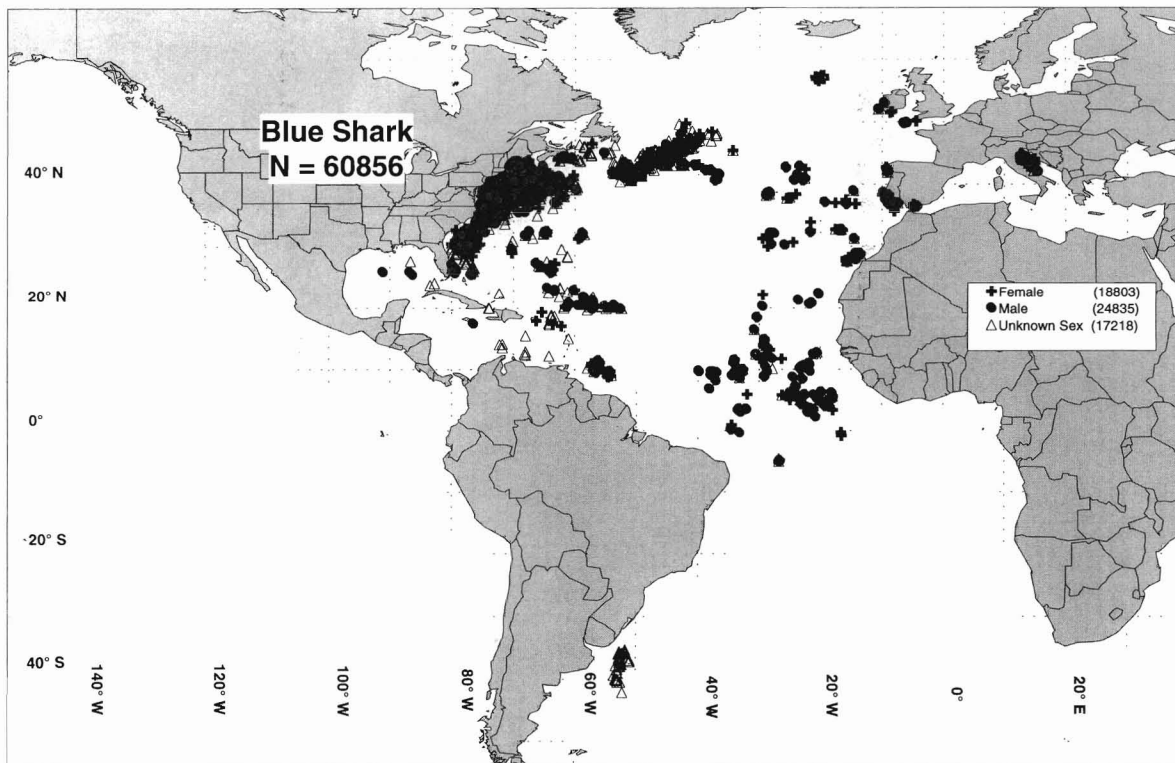 Blue Shark
N = 60856
40° N
20° N
0°
-20° S
40° S
Female (18803)
Male (24835)
Unknown Sex (17218)
140° W
120° W
100° W
80° W
60° W
40° W
20° W
0°
20° E